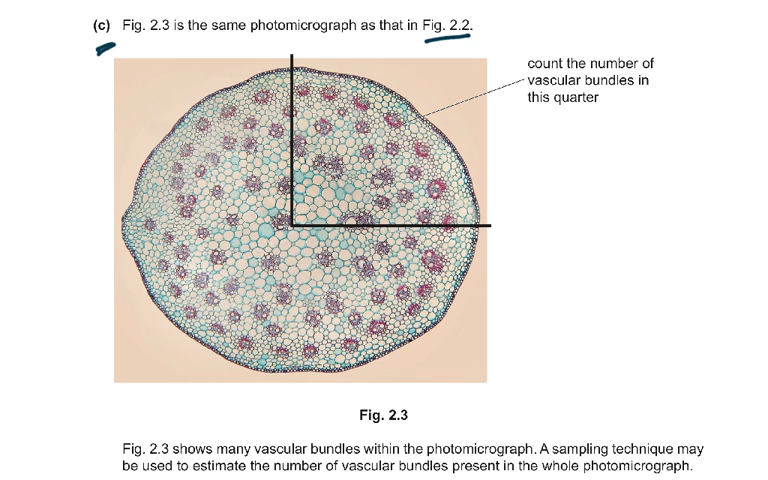 (c) Fig. 2.3 is the same photomicrograph as that in Fig. 2.2.
count the number of
vascular bundles in
this quarter
Fig. 2.3
Fig. 2.3 shows many vascular bundles within the photomicrograph. A sampling technique may
be used to estimate the number of vascular bundles present in the whole photomicrograph.